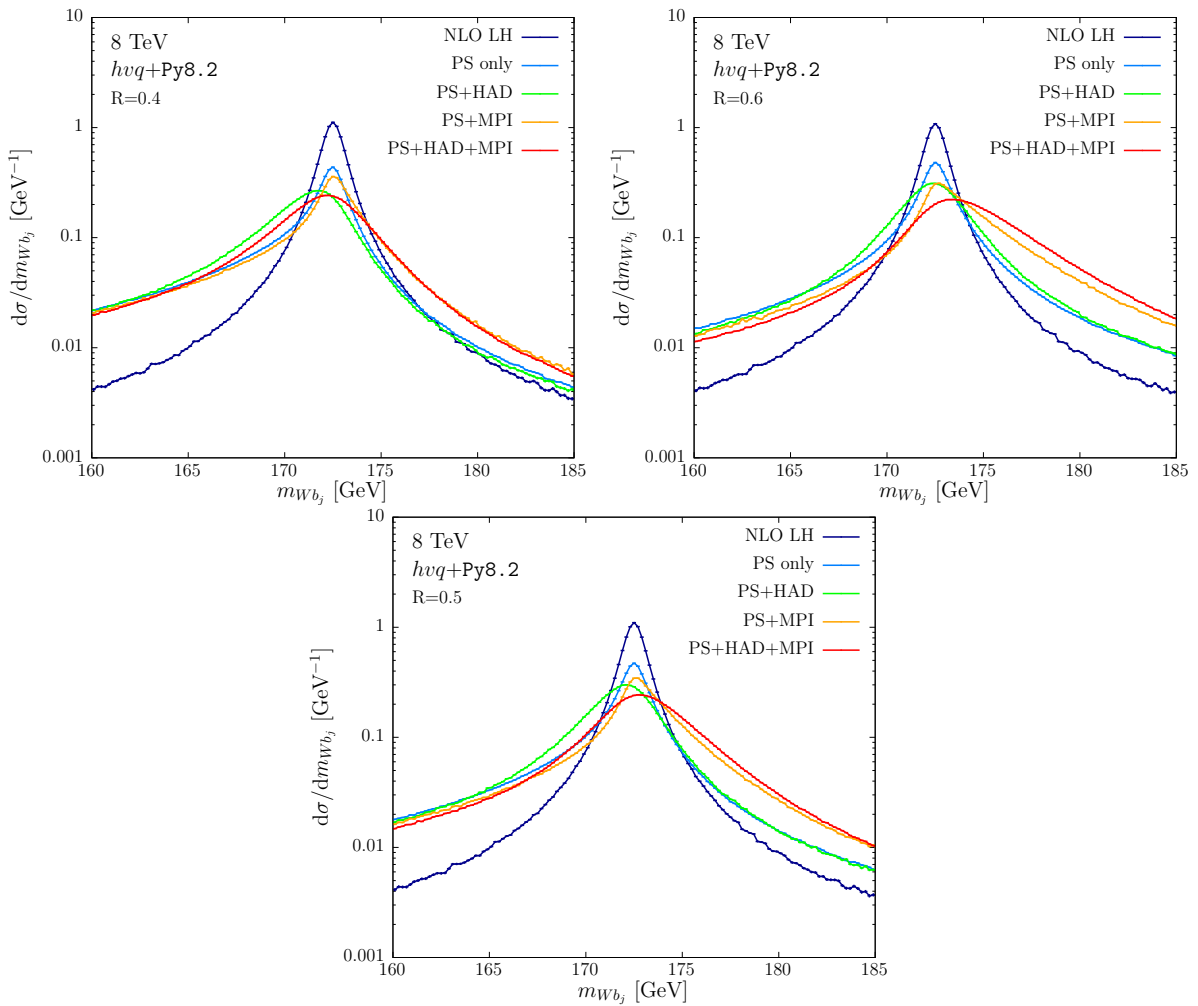 10
1
0.1
0.01
0.001
160 165 170 175 180 185
dσ/dm_{Wb_j} [GeV⁻¹]
m_{Wb_j} [GeV]
8 TeV
hvq+Py8.2
R=0.4
NLO LH
PS only
PS+HAD
PS+MPI
PS+HAD+MPI
10
1
0.1
0.01
0.001
160 165 170 175 180 185
dσ/dm_{Wb_j} [GeV⁻¹]
m_{Wb_j} [GeV]
8 TeV
hvq+Py8.2
R=0.6
NLO LH
PS only
PS+HAD
PS+MPI
PS+HAD+MPI
10
1
0.1
0.01
0.001
160 165 170 175 180 185
dσ/dm_{Wb_j} [GeV⁻¹]
m_{Wb_j} [GeV]
8 TeV
hvq+Py8.2
R=0.5
NLO LH
PS only
PS+HAD
PS+MPI
PS+HAD+MPI